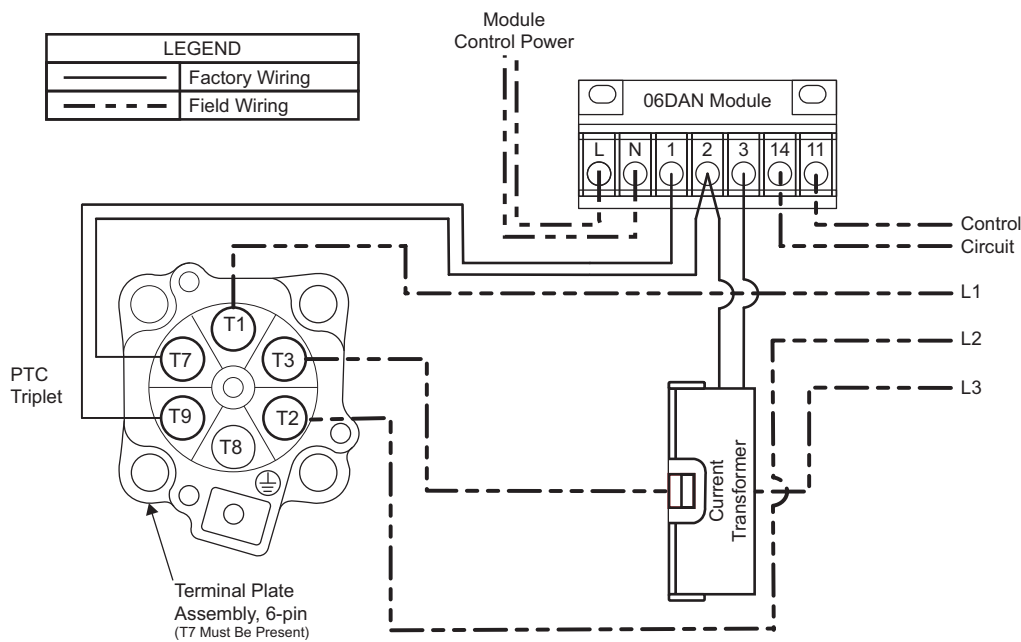 Module
Control Power
LEGEND
Factory Wiring
Field Wiring
06DAN Module
L N 1 2 3 14 11
Control
Circuit
L1
L2
L3
T1
T7 T3
PTC
Triplet
T9 T2
T8
Current
Transformer
Terminal Plate
Assembly, 6-pin
(T7 Must Be Present)